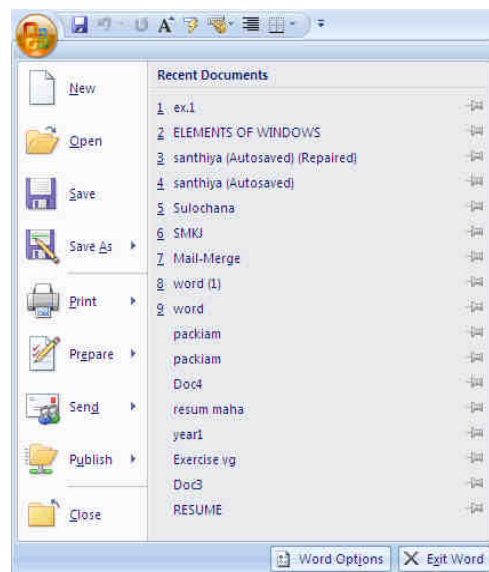 New
Open
Save
Save As
Print
Prepare
Send
Publish
Close
Recent Documents
1 ex.1
2 ELEMENTS OF WINDOWS
3 santhiya (Autosaved) (Repaired)
4 santhiya (Autosaved)
5 Sulochana
6 SMKJ
7 Mail-Merge
8 word (1)
9 word
packiam
packiam
Doc4
resum maha
year1
Exercise vg
Doc3
RESUME
Word Options
Exit Word